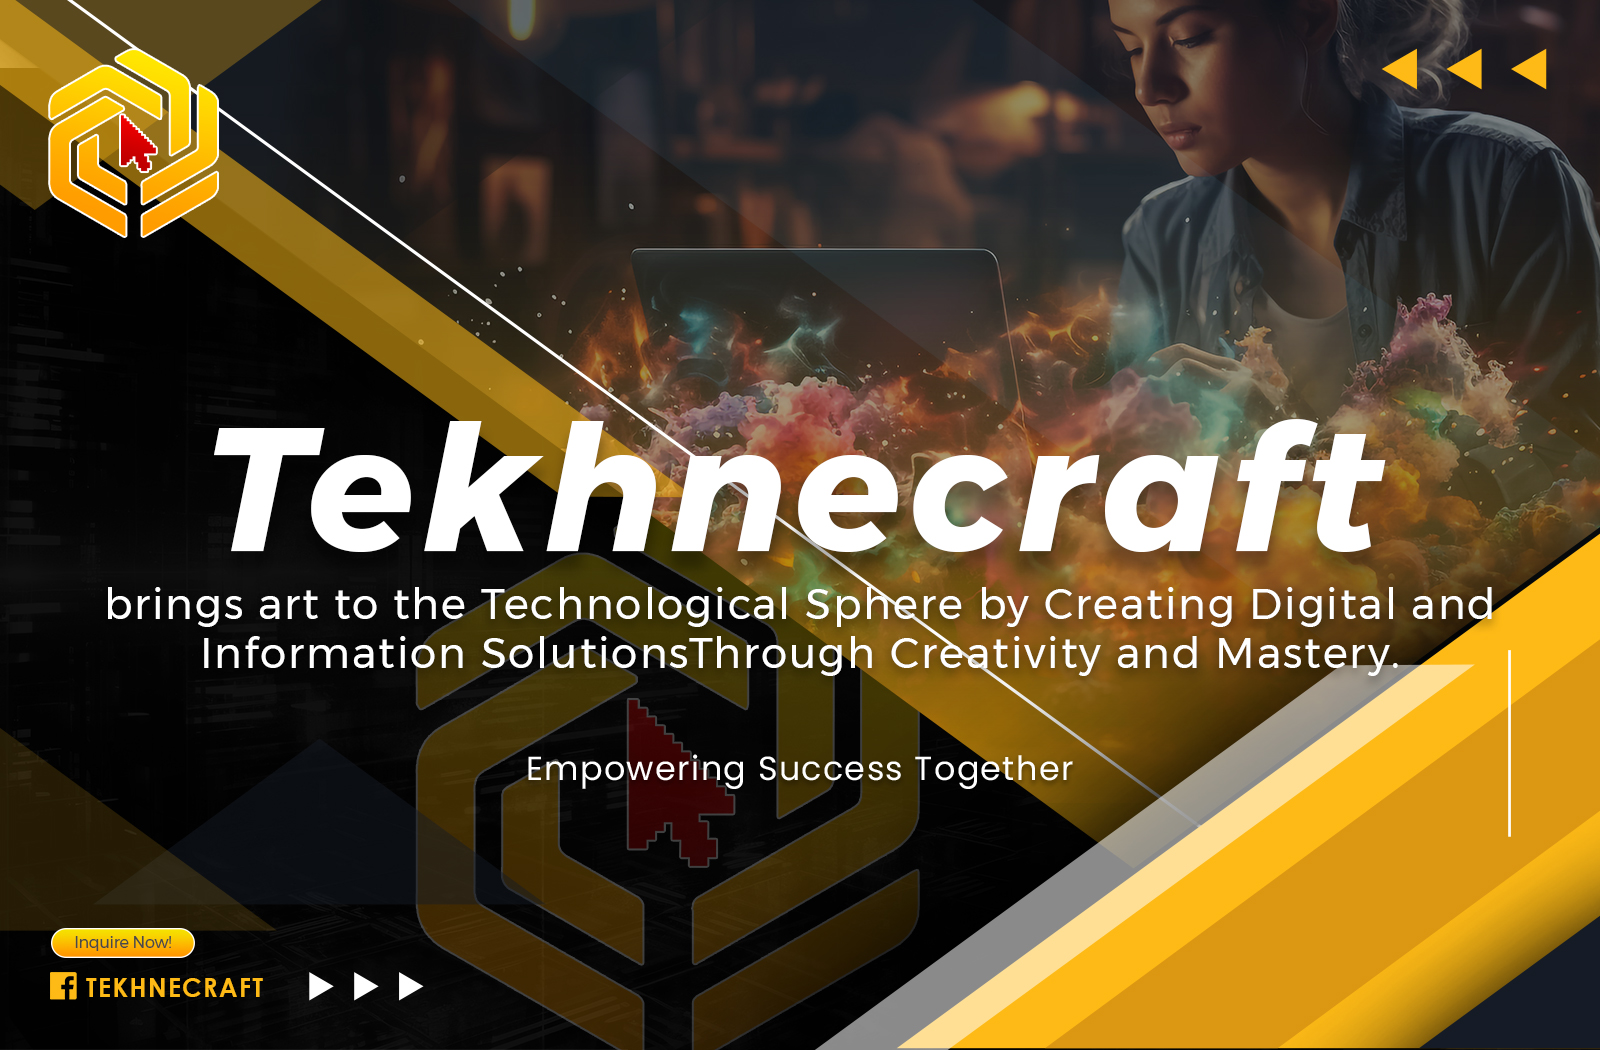 Tekhnecraft
brings art to the Technological Sphere by Creating Digital and
Information SolutionsThrough Creativity and Mastery.
Empowering Success Together
Inquire Now!
TEKHNECRAFT